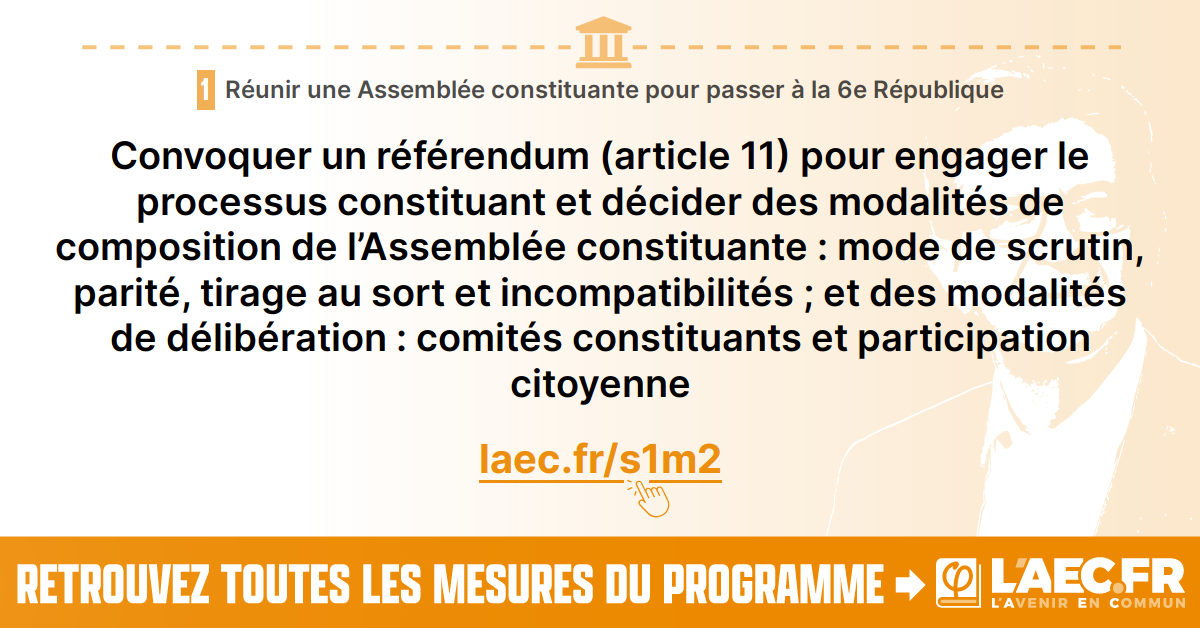 1 Réunir une Assemblée constituante pour passer à la 6e République
Convoquer un référendum (article 11) pour engager le
processus constituant et décider des modalités de
composition de l’Assemblée constituante : mode de scrutin,
parité, tirage au sort et incompatibilités ; et des modalités
de délibération : comités constituants et participation
citoyenne
laec.fr/s1m2
RETROUVEZ TOUTES LES MESURES DU PROGRAMME
φ L'AEC.FR
L'AVENIR EN COMMUN